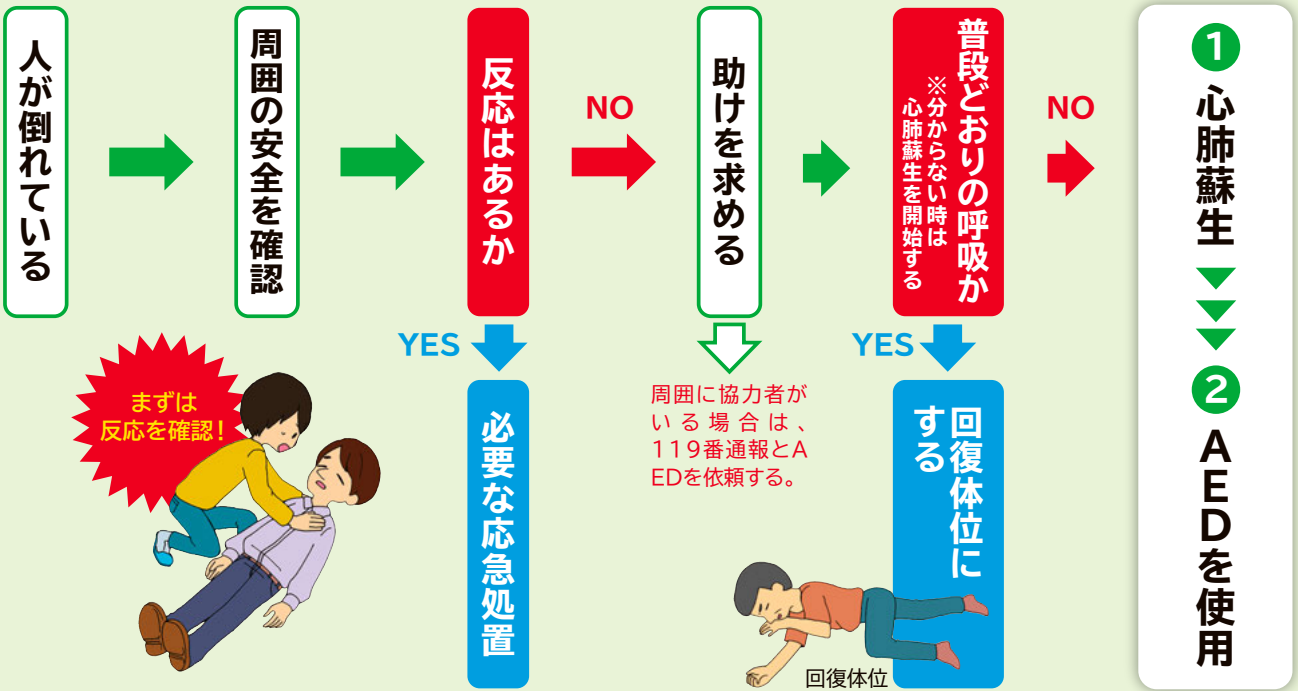 人が倒れている
周囲の安全を確認
反応はあるか
NO
助けを求める
普段どおりの呼吸か
※分からない時は
心肺蘇生を開始する
NO
❶心肺蘇生
❷AEDを使用
まずは
反応を確認!
YES
必要な応急処置
周囲に協力者が
いる場合は、
119番通報とA
EDを依頼する。
YES
回復体位に
する
回復体位